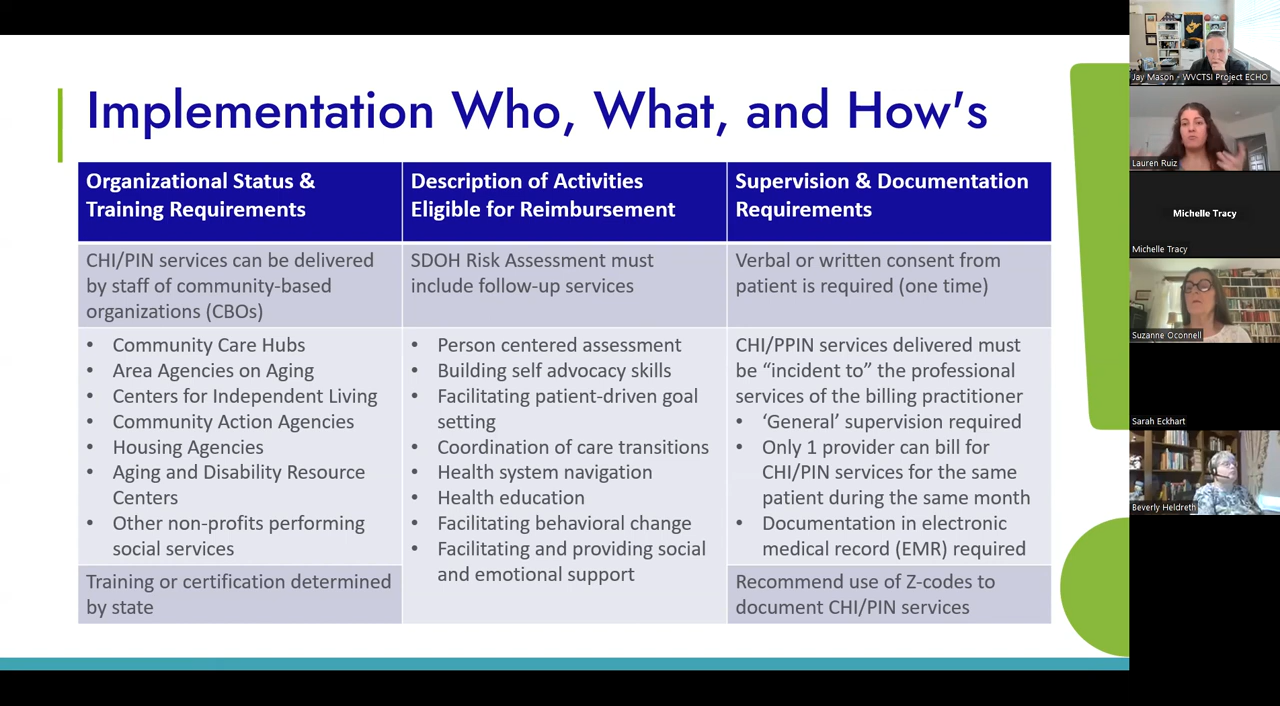 Implementation Who, What, and How's
Organizational Status &
Training Requirements
Description of Activities
Eligible for Reimbursement
Supervision & Documentation
Requirements
CHI/PIN services can be delivered
by staff of community-based
organizations (CBOs)
SDOH Risk Assessment must
include follow-up services
Verbal or written consent from
patient is required (one time)
• Community Care Hubs
• Area Agencies on Aging
• Centers for Independent Living
• Community Action Agencies
• Housing Agencies
• Aging and Disability Resource
Centers
• Other non-profits performing
social services
• Person centered assessment
• Building self advocacy skills
• Facilitating patient-driven goal
setting
• Coordination of care transitions
• Health system navigation
• Health education
• Facilitating behavioral change
• Facilitating and providing social
and emotional support
CHI/PPIN services delivered must
be “incident to” the professional
services of the billing practitioner
• ‘General’ supervision required
• Only 1 provider can bill for
CHI/PIN services for the same
patient during the same month
• Documentation in electronic
medical record (EMR) required
Training or certification determined
by state
Recommend use of Z-codes to
document CHI/PIN services
Jay Mason - WVCTSI Project ECHO
Lauren Ruiz
Michelle Tracy
Michelle Tracy
Suzanne Oconnell
Sarah Eckhart
Beverly Heldreth